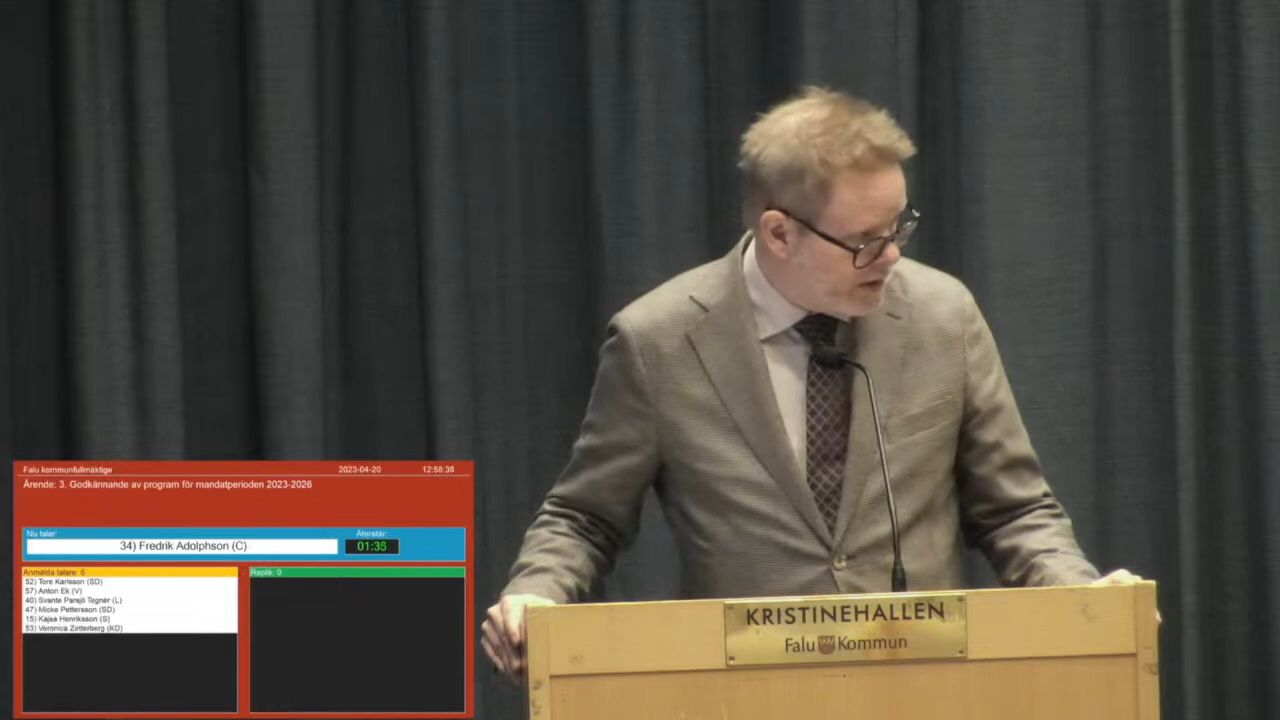 Falu kommunfullmäktige 2023-04-20 12:58:38
Ärende: 3. Godkännande av program för mandatperioden 2023-2026
Nu talar: Återstår:
34) Fredrik Adolphson (C) 01:35
Anmälda talare: 6 Replik: 0
52) Tore Karlsson (SD)
57) Anton Ek (V)
40) Svante Parsjö Tegnér (L)
47) Micke Pettersson (SD)
15) Kajsa Henriksson (S)
53) Veronica Zetterberg (KD)
KRISTINEHALLEN
Falu Kommun